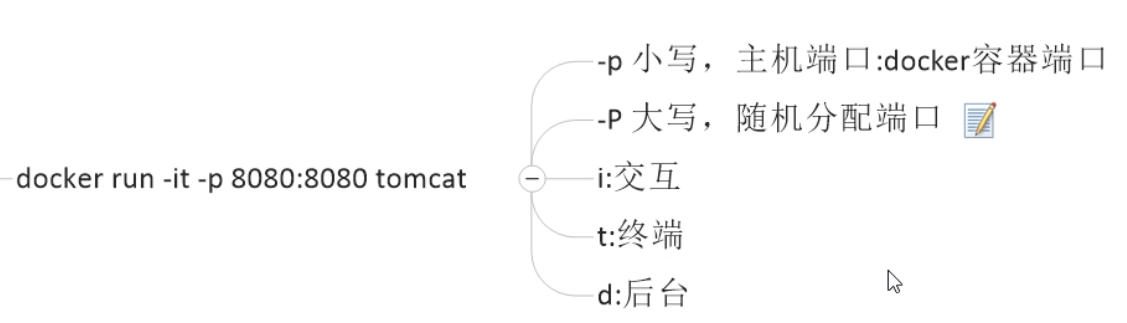 docker run -it -p 8080:8080 tomcat
-p 小写，主机端口:docker容器端口
-P 大写，随机分配端口
i:交互
t:终端
d:后台